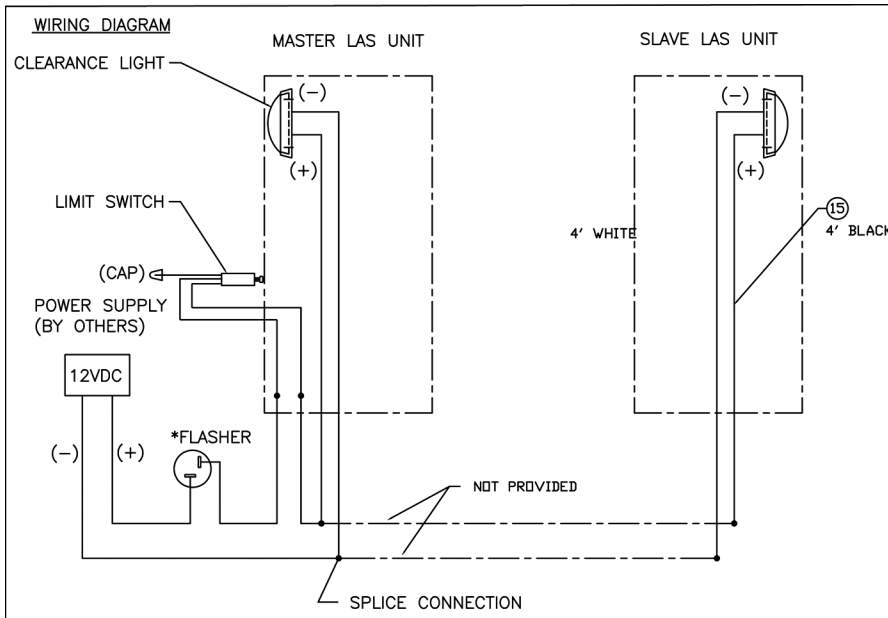 WIRING DIAGRAM
MASTER LAS UNIT
SLAVE LAS UNIT
CLEARANCE LIGHT
(-)
(-)
(+)
(+)
LIMIT SWITCH
15
4' WHITE
4' BLACK
(CAP)
POWER SUPPLY
(BY OTHERS)
12VDC
*FLASHER
(-)
(+)
NOT PROVIDED
SPLICE CONNECTION